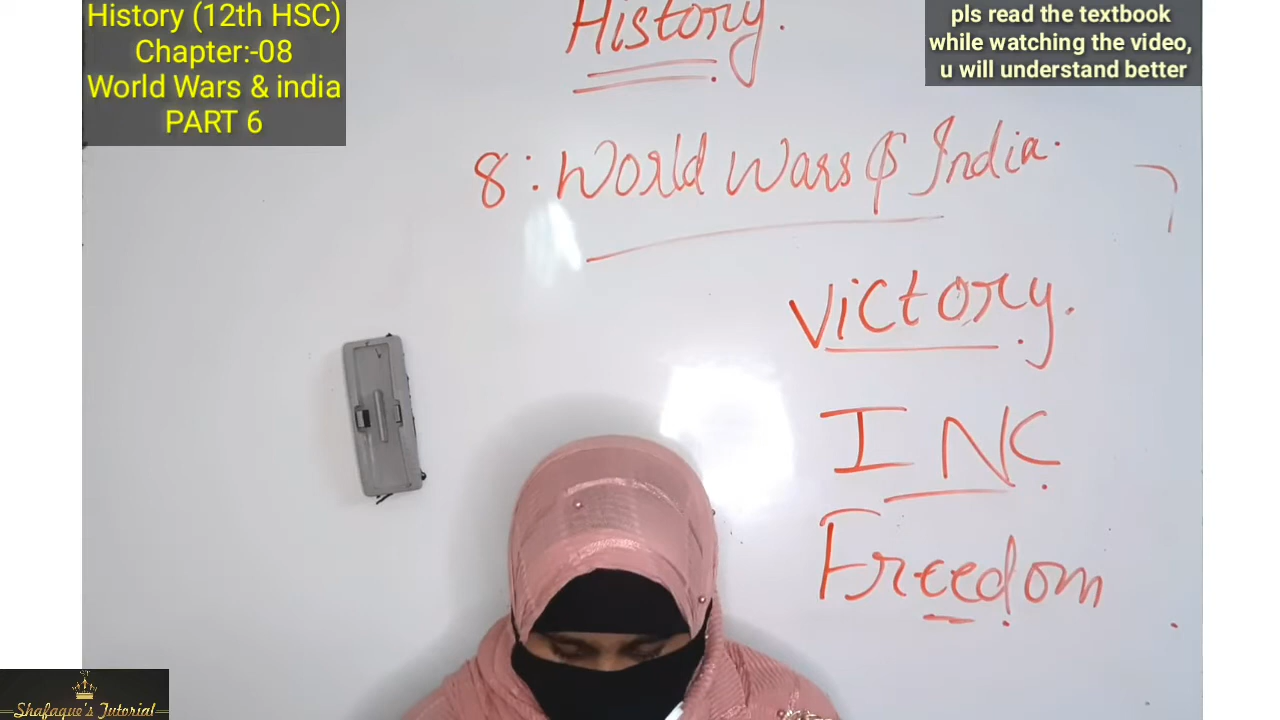 History (12th HSC)
Chapter:-08
World Wars & india
PART 6
pls read the textbook
while watching the video,
u will understand better
History.
8: World Wars & India.
Victory.
INC
Freedom
Shafaque's Tutorial